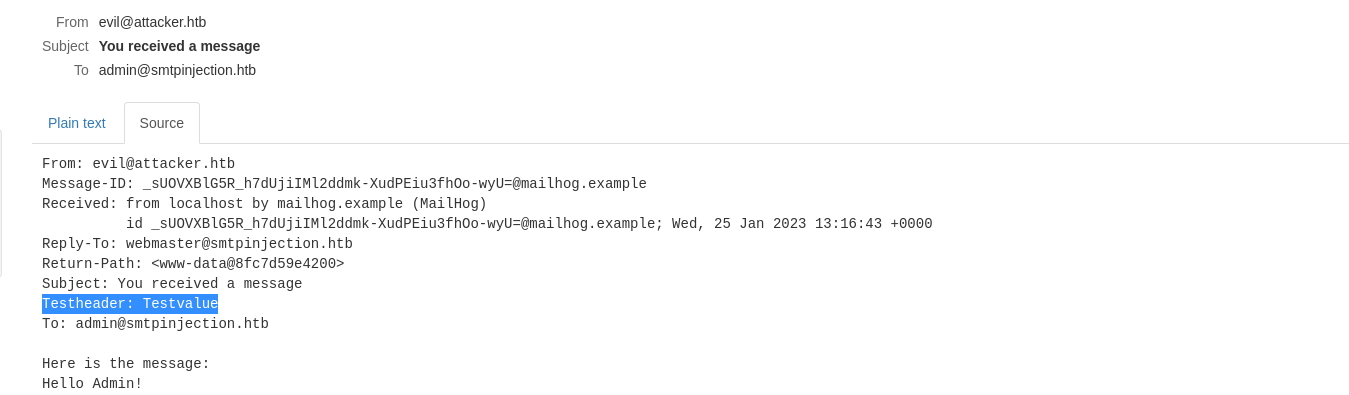 From evil@attacker.htb
Subject You received a message
To admin@smtpinjection.htb
Plain text Source
From: evil@attacker.htb
Message-ID: _sUOVXBlG5R_h7dUjiIMl2ddmk-XudPEiu3fhOo-wyU=@mailhog.example
Received: from localhost by mailhog.example (MailHog)
id _sUOVXBlG5R_h7dUjiIMl2ddmk-XudPEiu3fhOo-wyU=@mailhog.example; Wed, 25 Jan 2023 13:16:43 +0000
Reply-To: webmaster@smtpinjection.htb
Return-Path: <www-data@8fc7d59e4200>
Subject: You received a message
Testheader: Testvalue
To: admin@smtpinjection.htb
Here is the message:
Hello Admin!